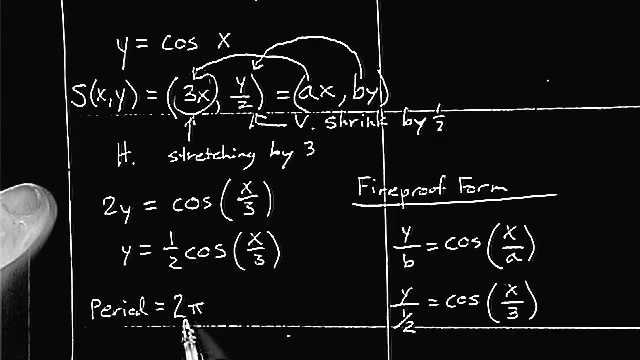 y = cos x
S(x,y) = (3x, y/2) = (ax, by)
V. Shrink by 1/2
H. stretching by 3
2y = cos(x/3)
y = 1/2 cos(x/3)
Period = 2π
Fireproof Form
y/b = cos(x/a)
y/(1/2) = cos(x/3)